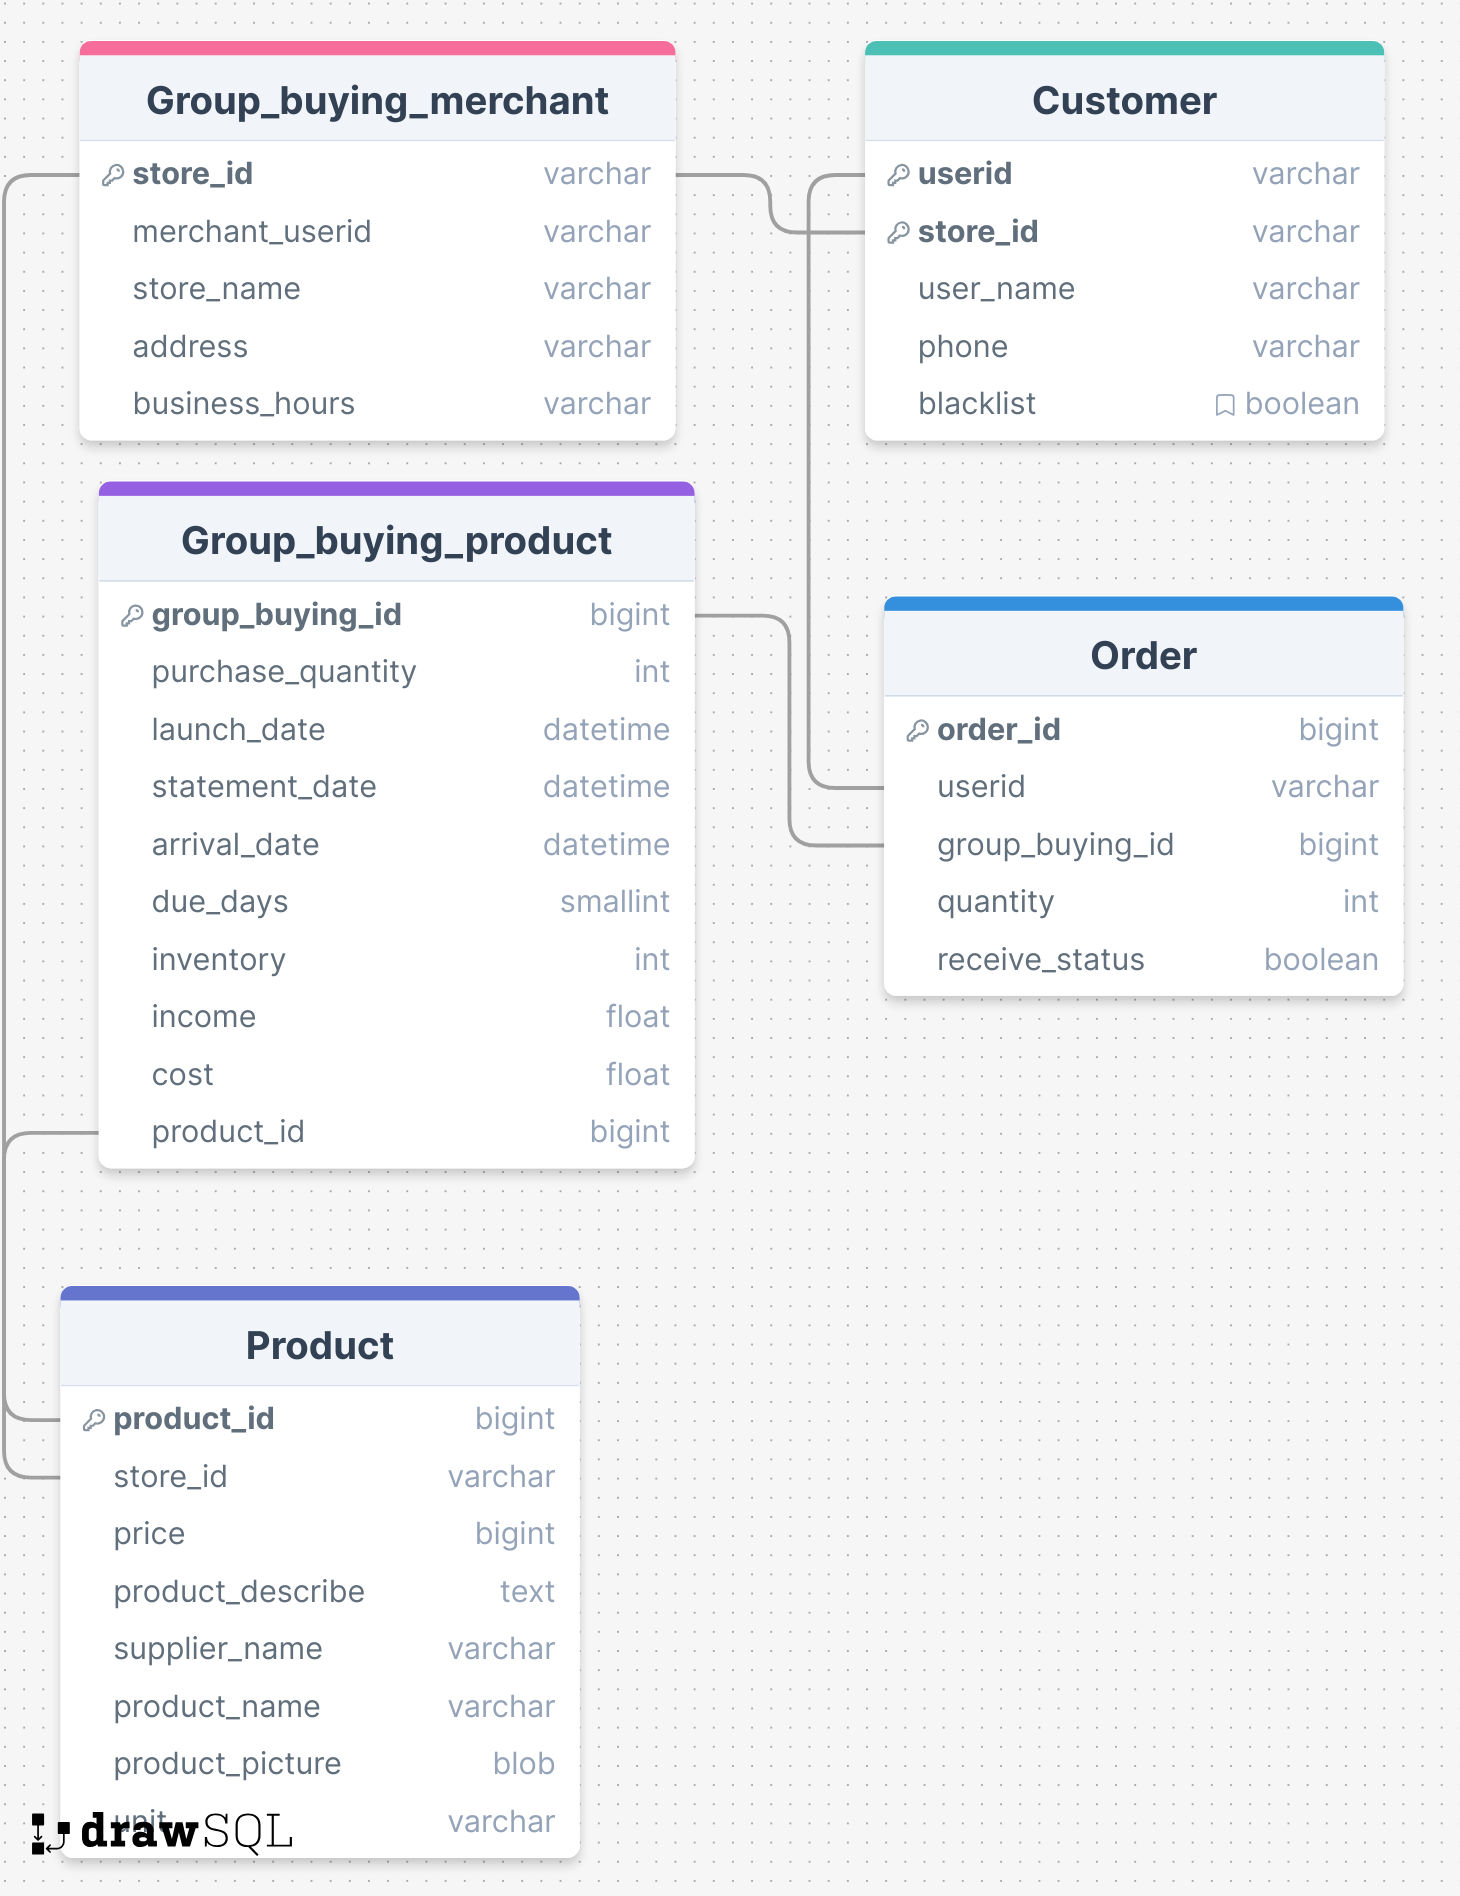 Group_buying_merchant
store_id varchar
merchant_userid varchar
store_name varchar
address varchar
business_hours varchar
Customer
userid varchar
store_id varchar
user_name varchar
phone varchar
blacklist boolean
Group_buying_product
group_buying_id bigint
purchase_quantity int
launch_date datetime
statement_date datetime
arrival_date datetime
due_days smallint
inventory int
income float
cost float
product_id bigint
Order
order_id bigint
userid varchar
group_buying_id bigint
quantity int
receive_status boolean
Product
product_id bigint
store_id varchar
price bigint
product_describe text
supplier_name varchar
product_name varchar
product_picture blob
unit varchar
drawSQL